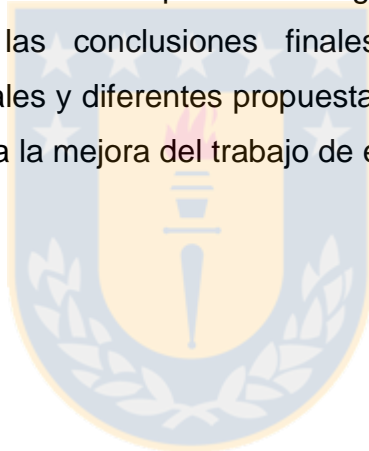 las conclusiones finales
ales y diferentes propuesta
a la mejora del trabajo de e